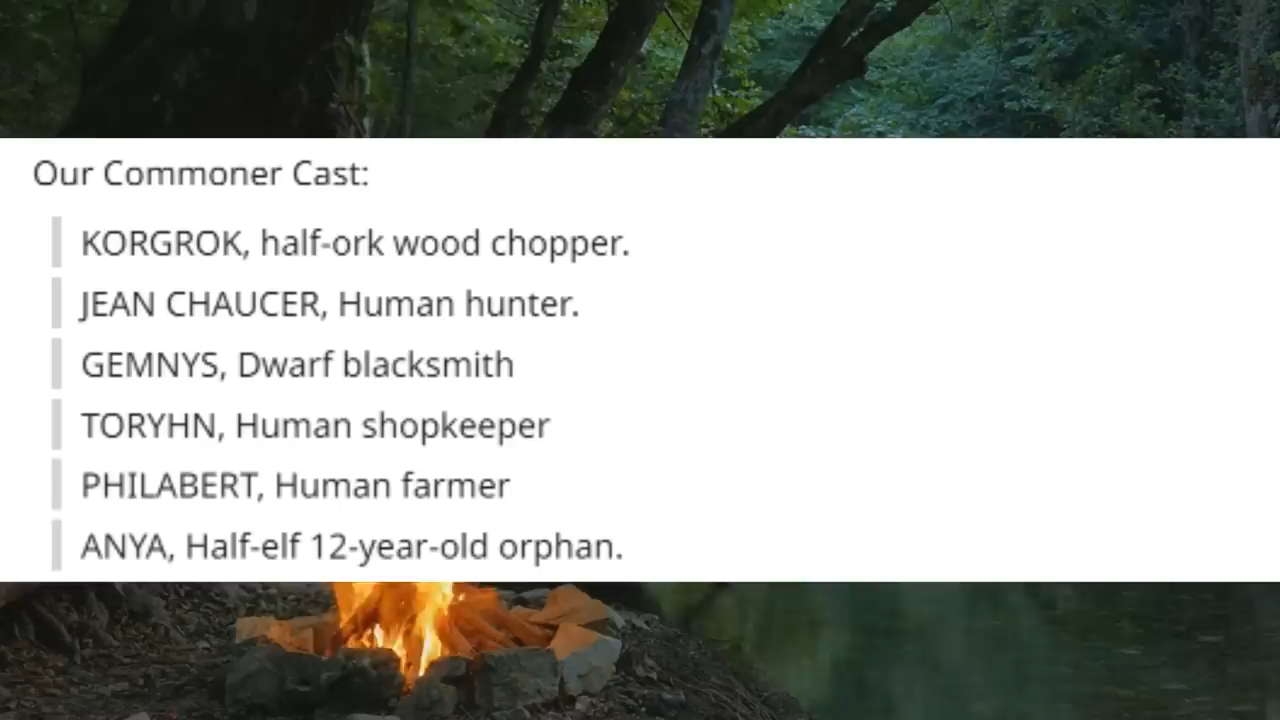 Our Commoner Cast:
KORGROK, half-ork wood chopper.
JEAN CHAUCER, Human hunter.
GEMNYS, Dwarf blacksmith
TORYHN, Human shopkeeper
PHILABERT, Human farmer
ANYA, Half-elf 12-year-old orphan.